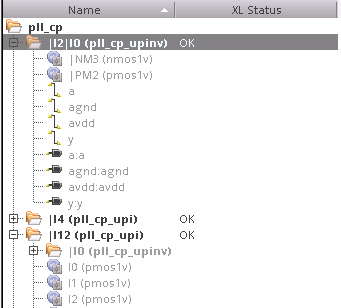 Name XL Status
pll_cp
|I2|I0 (pll_cp_upinv) OK
|NM3 (nmos1v)
|PM2 (pmos1v)
a
agnd
avdd
y
a:a
agnd:agnd
avdd:avdd
y:y
|I4 (pll_cp_upi) OK
|I12 (pll_cp_upi) OK
|I0 (pll_cp_upinv)
I0 (pmos1v)
I1 (pmos1v)
I2 (pmos1v)